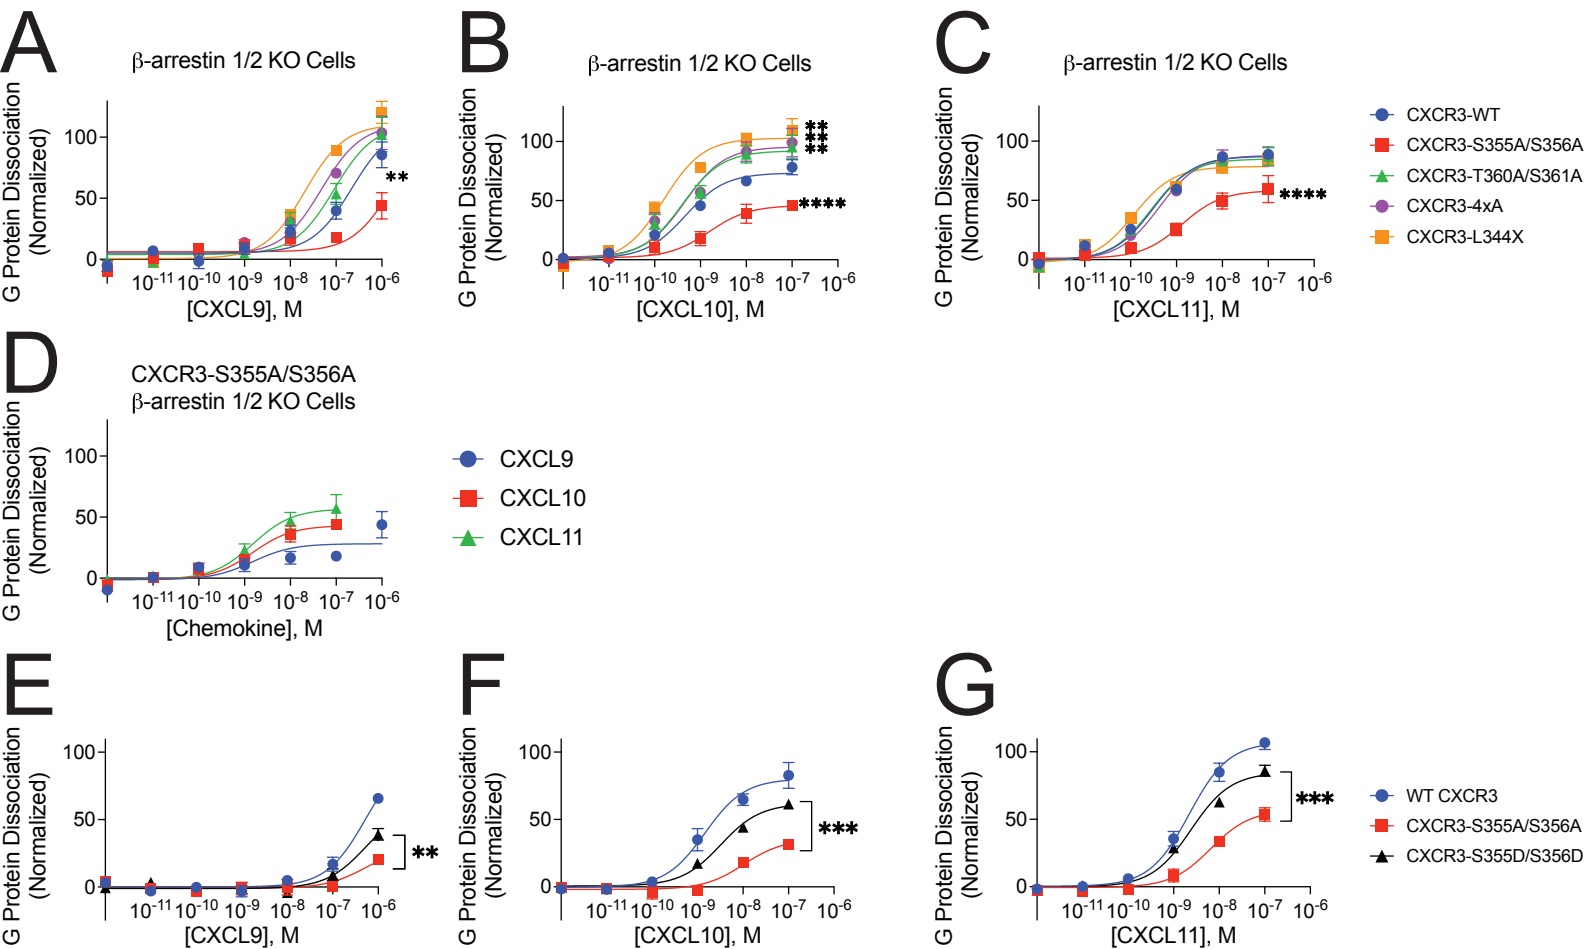 A
β-arrestin 1/2 KO Cells
G Protein Dissociation
(Normalized)
100
50
0
10-11 10-10 10-9 10-8 10-7 10-6
[CXCL9], M
**
B
β-arrestin 1/2 KO Cells
G Protein Dissociation
(Normalized)
100
50
0
10-11 10-10 10-9 10-8 10-7 10-6
[CXCL10], M
**
**
**
****
C
β-arrestin 1/2 KO Cells
G Protein Dissociation
(Normalized)
100
50
0
10-11 10-10 10-9 10-8 10-7 10-6
[CXCL11], M
****
CXCR3-WT
CXCR3-S355A/S356A
CXCR3-T360A/S361A
CXCR3-4xA
CXCR3-L344X
D
CXCR3-S355A/S356A
β-arrestin 1/2 KO Cells
G Protein Dissociation
(Normalized)
100
50
0
10-11 10-10 10-9 10-8 10-7 10-6
[Chemokine], M
CXCL9
CXCL10
CXCL11
E
G Protein Dissociation
(Normalized)
100
50
0
10-11 10-10 10-9 10-8 10-7 10-6
[CXCL9], M
**
F
G Protein Dissociation
(Normalized)
100
50
0
10-11 10-10 10-9 10-8 10-7 10-6
[CXCL10], M
***
G
G Protein Dissociation
(Normalized)
100
50
0
10-11 10-10 10-9 10-8 10-7 10-6
[CXCL11], M
***
WT CXCR3
CXCR3-S355A/S356A
CXCR3-S355D/S356D